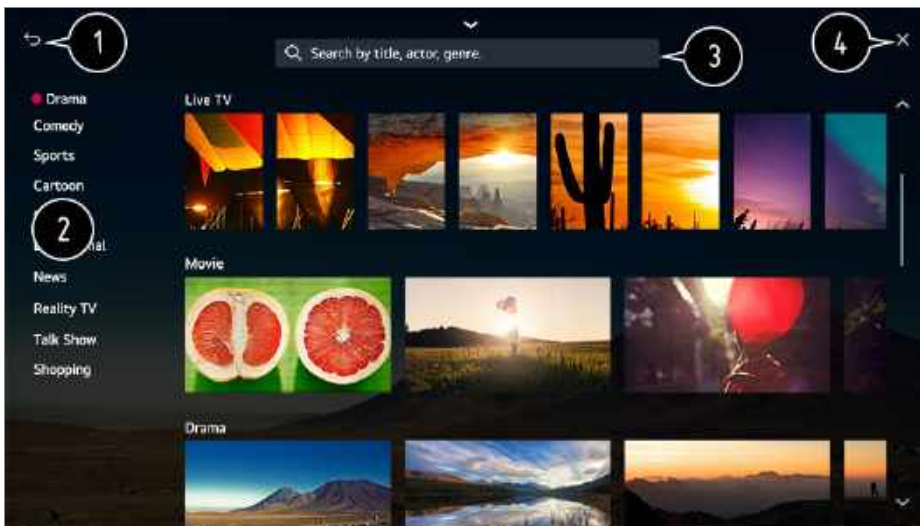 1
3
4
Search by title, actor, genre.
Drama
Comedy
Sports
Cartoon
2
News
Reality TV
Talk Show
Shopping
Live TV
Movie
Drama